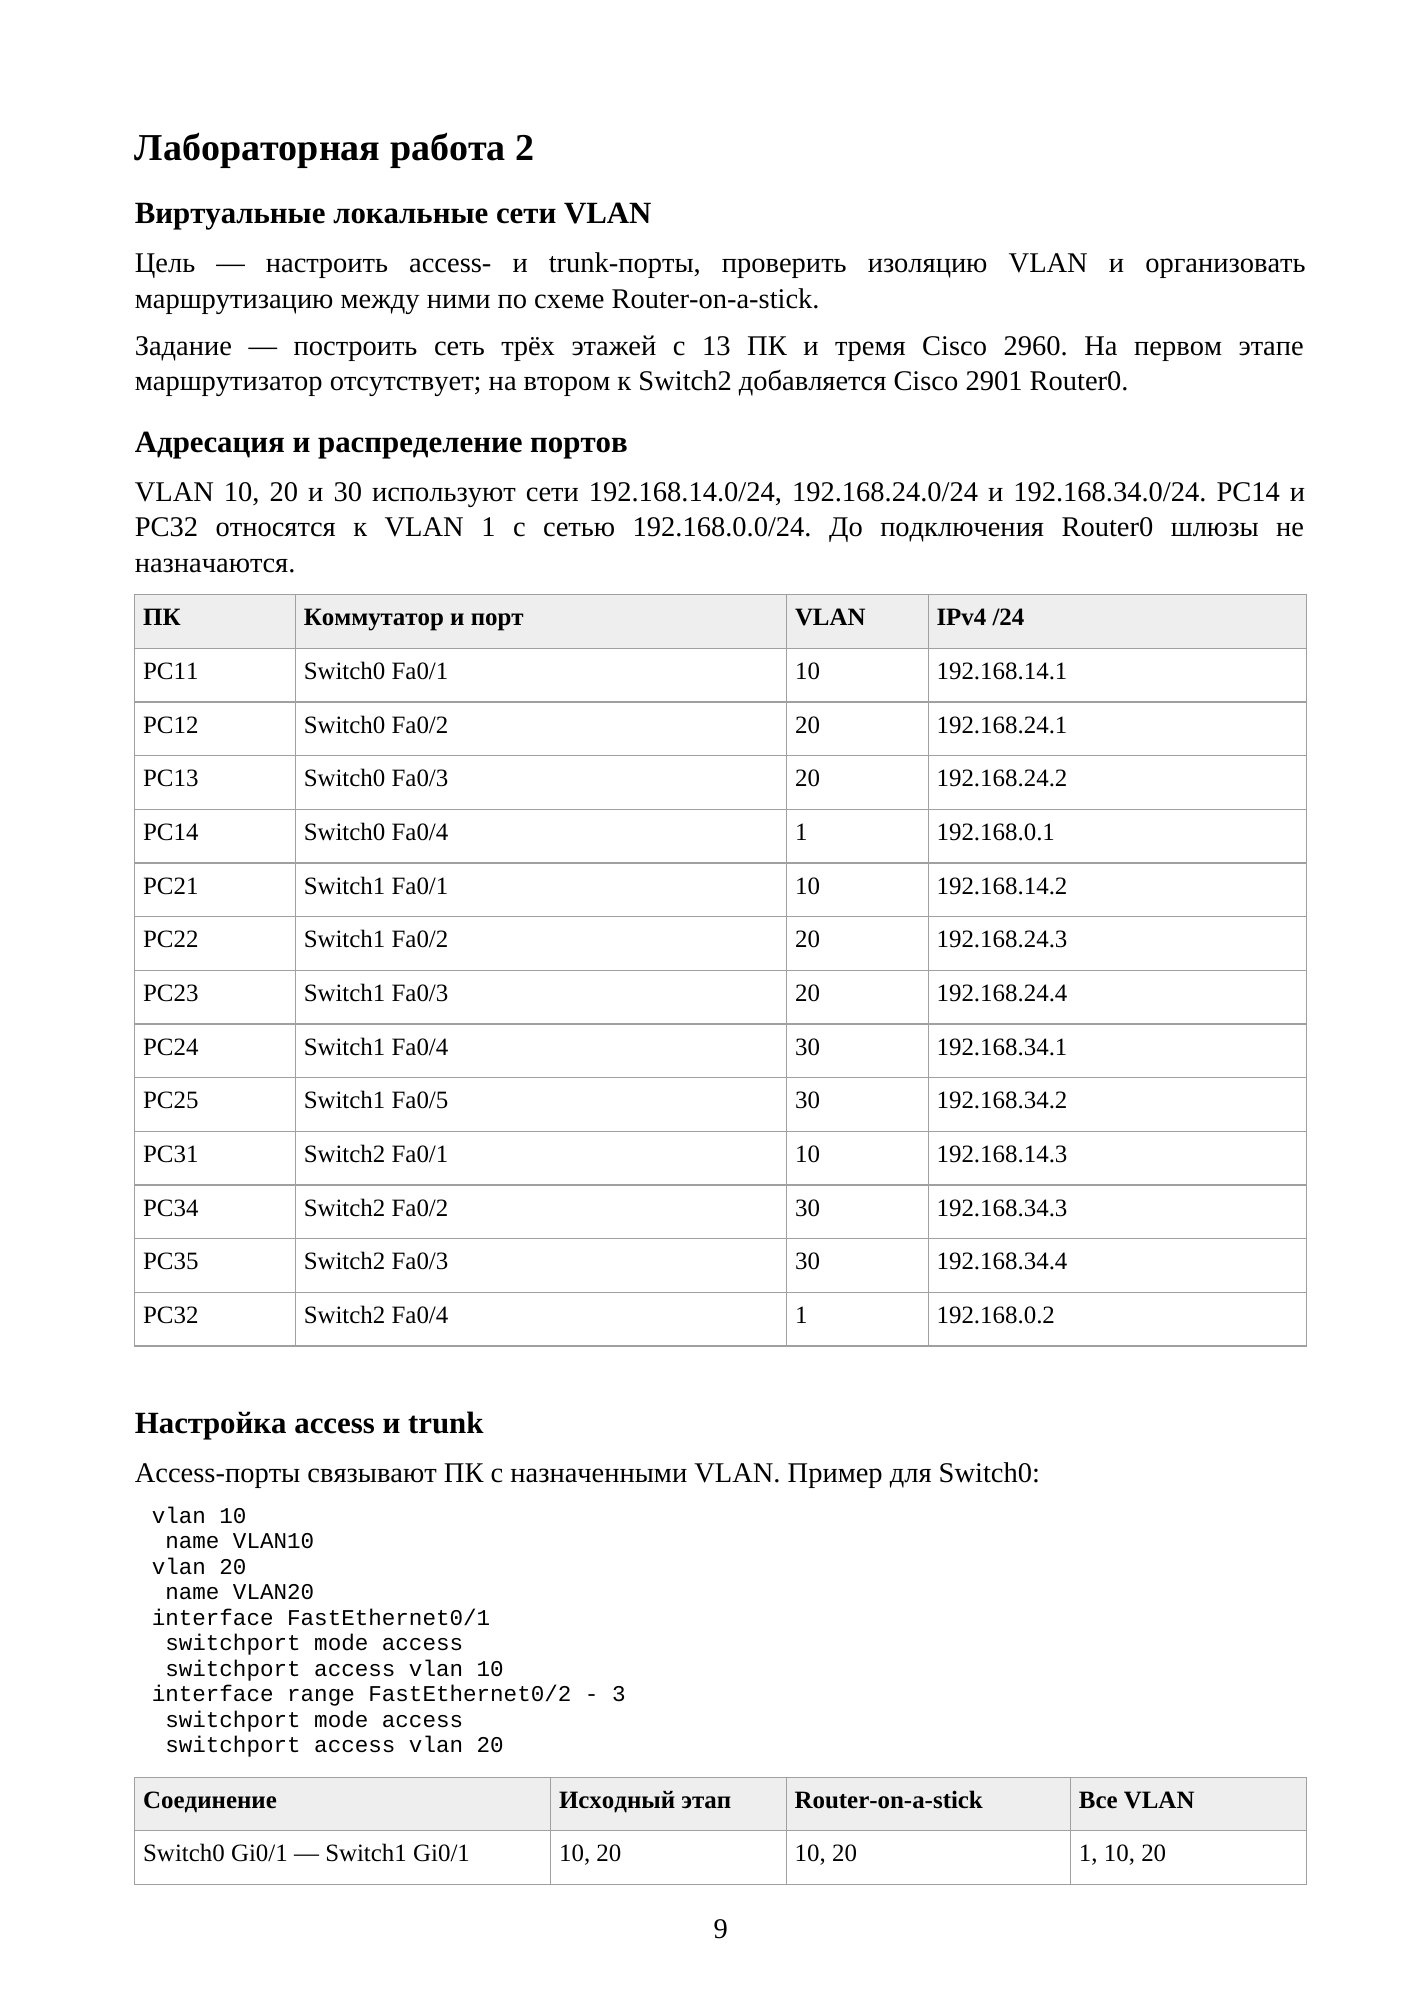 Лабораторная работа 2
Виртуальные локальные сети VLAN
Цель — настроить access- и trunk-порты, проверить изоляцию VLAN и организовать
маршрутизацию между ними по схеме Router-on-a-stick.
Задание — построить сеть трёх этажей с 13 ПК и тремя Cisco 2960. На первом этапе
маршрутизатор отсутствует; на втором к Switch2 добавляется Cisco 2901 Router0.
Адресация и распределение портов
VLAN 10, 20 и 30 используют сети 192.168.14.0/24, 192.168.24.0/24 и 192.168.34.0/24. PC14 и
PC32 относятся к VLAN 1 с сетью 192.168.0.0/24. До подключения Router0 шлюзы не
назначаются.
ПК Коммутатор и порт VLAN IPv4 /24
PC11 Switch0 Fa0/1 10 192.168.14.1
PC12 Switch0 Fa0/2 20 192.168.24.1
PC13 Switch0 Fa0/3 20 192.168.24.2
PC14 Switch0 Fa0/4 1 192.168.0.1
PC21 Switch1 Fa0/1 10 192.168.14.2
PC22 Switch1 Fa0/2 20 192.168.24.3
PC23 Switch1 Fa0/3 20 192.168.24.4
PC24 Switch1 Fa0/4 30 192.168.34.1
PC25 Switch1 Fa0/5 30 192.168.34.2
PC31 Switch2 Fa0/1 10 192.168.14.3
PC34 Switch2 Fa0/2 30 192.168.34.3
PC35 Switch2 Fa0/3 30 192.168.34.4
PC32 Switch2 Fa0/4 1 192.168.0.2
Настройка access и trunk
Access-порты связывают ПК с назначенными VLAN. Пример для Switch0:
vlan 10
 name VLAN10
vlan 20
 name VLAN20
interface FastEthernet0/1
 switchport mode access
 switchport access vlan 10
interface range FastEthernet0/2 - 3
 switchport mode access
 switchport access vlan 20
Соединение Исходный этап Router-on-a-stick Все VLAN
Switch0 Gi0/1 — Switch1 Gi0/1 10, 20 10, 20 1, 10, 20
9